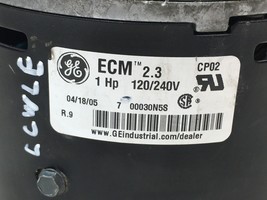 ECM™ 2.3
CP02
1 Hp 120/240V
04/18/05 7 00030N5S
R.9
www.GEindustrial.com/dealer